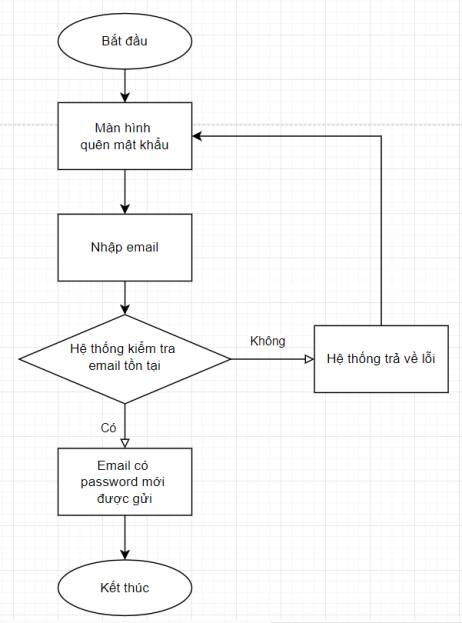 Bắt đầu
Màn hình
quên mật khẩu
Nhập email
Hệ thống kiểm tra
email tồn tại
Không
Hệ thống trả về lỗi
Có
Email có
password mới
được gửi
Kết thúc